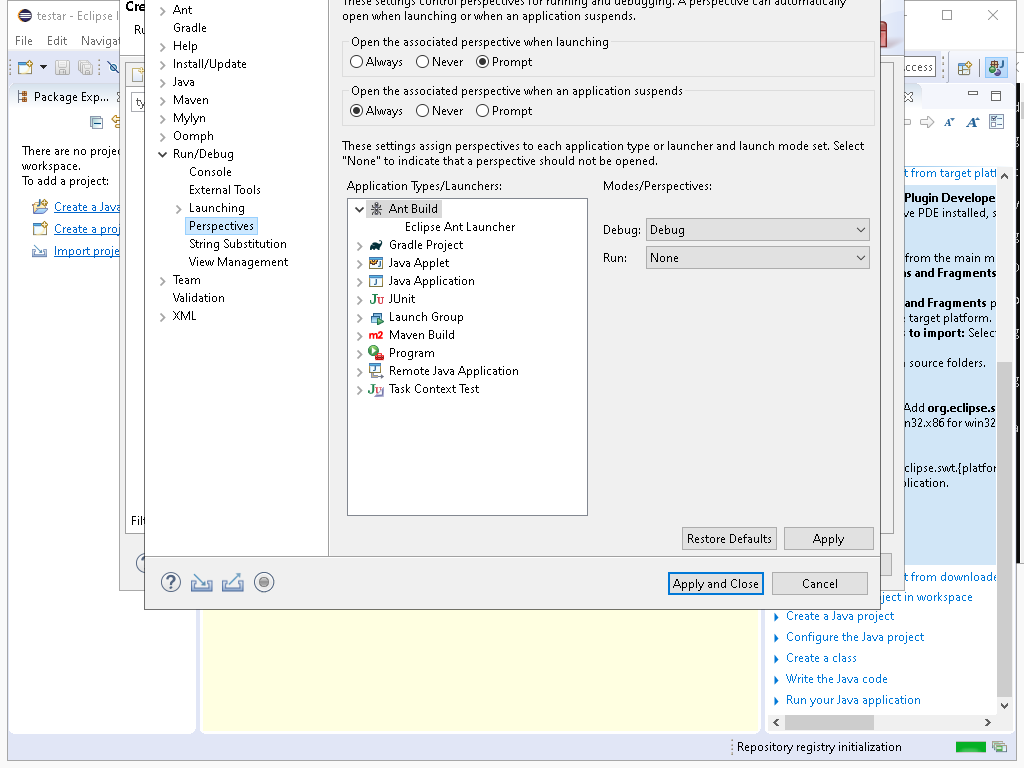 testar - Eclipse I
File Edit Navigat
Package Exp...
There are no proje
workspace.
To add a project:
Create a Java
Create a proj
Import proje
Cre
Ru
ty
Filt
Ant
Gradle
Help
Install/Update
Java
Maven
Mylyn
Oomph
Run/Debug
Console
External Tools
Launching
Perspectives
String Substitution
View Management
Team
Validation
XML
These settings control perspectives for running and debugging. A perspective can automatically
open when launching or when an application suspends.
Open the associated perspective when launching
Always Never Prompt
Open the associated perspective when an application suspends
Always Never Prompt
These settings assign perspectives to each application type or launcher and launch mode set. Select
"None" to indicate that a perspective should not be opened.
Application Types/Launchers:
Ant Build
Eclipse Ant Launcher
Gradle Project
Java Applet
Java Application
JUnit
Launch Group
Maven Build
Program
Remote Java Application
Task Context Test
Modes/Perspectives:
Debug: Debug
Run: None
Restore Defaults Apply
Apply and Close Cancel
ccess
t from target platf
Plugin Develope
ve PDE installed, s
from the main m
ns and Fragments
and Fragments p
e target platform.
to import: Selec
source folders.
Add org.eclipse.s
n32.x86 for win32
clipse.swt.{platfor
plication.
t from downloade
ject in workspace
Create a Java project
Configure the Java project
Create a class
Write the Java code
Run your Java application
Repository registry initialization